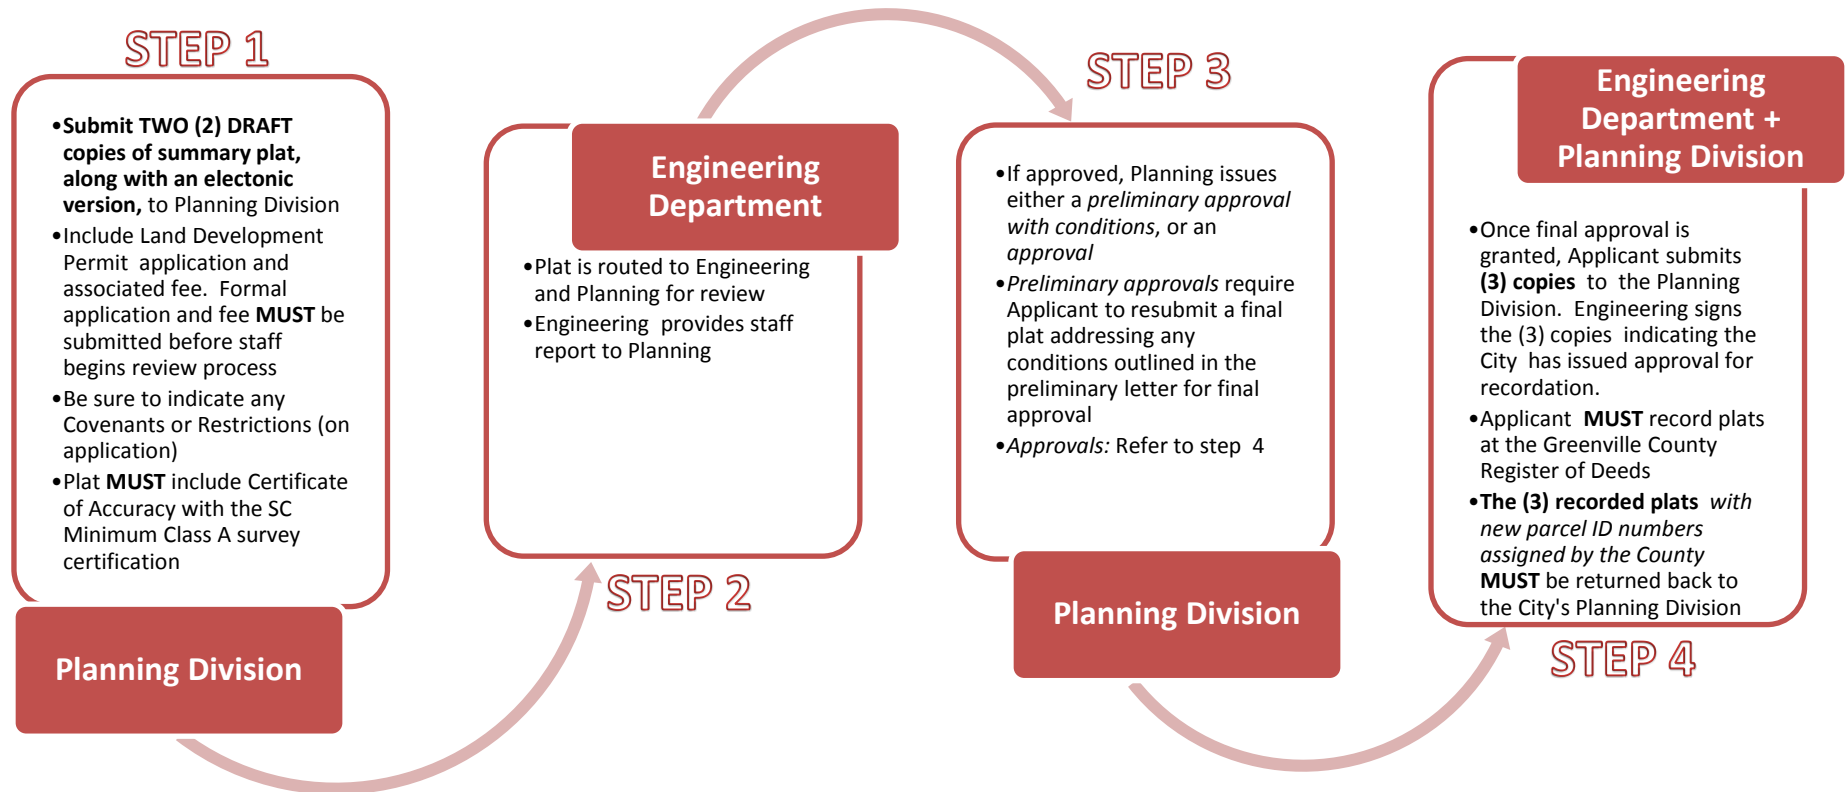 STEP 1
•Submit TWO (2) DRAFT
copies of summary plat,
along with an electonic
version, to Planning Division
•Include Land Development
Permit application and
associated fee. Formal
application and fee MUST be
submitted before staff
begins review process
•Be sure to indicate any
Covenants or Restrictions (on
application)
•Plat MUST include Certificate
of Accuracy with the SC
Minimum Class A survey
certification
Planning Division
Engineering
Department
•Plat is routed to Engineering
and Planning for review
•Engineering provides staff
report to Planning
STEP 2
STEP 3
•If approved, Planning issues
either a preliminary approval
with conditions, or an
approval
•Preliminary approvals require
Applicant to resubmit a final
plat addressing any
conditions outlined in the
preliminary letter for final
approval
•Approvals: Refer to step 4
Planning Division
Engineering
Department +
Planning Division
•Once final approval is
granted, Applicant submits
(3) copies to the Planning
Division. Engineering signs
the (3) copies indicating the
City has issued approval for
recordation.
•Applicant MUST record plats
at the Greenville County
Register of Deeds
•The (3) recorded plats with
new parcel ID numbers
assigned by the County
MUST be returned back to
the City's Planning Division
STEP 4